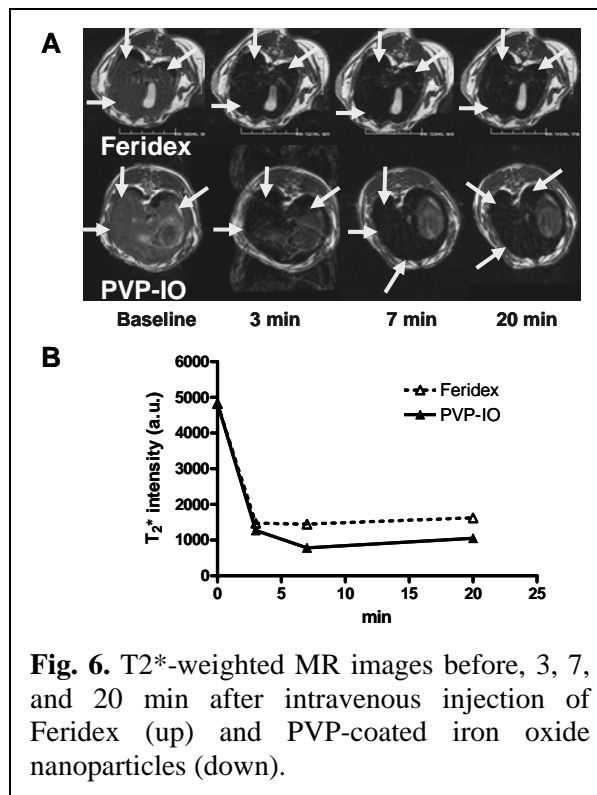 A
Feridex
PVP-IO
Baseline 3 min 7 min 20 min
B
6000
5000
4000
3000
2000
1000
0
T2* intensity (a.u.)
Feridex
PVP-IO
0 5 10 15 20 25
min
Fig. 6. T2*-weighted MR images before, 3, 7,
and 20 min after intravenous injection of
Feridex (up) and PVP-coated iron oxide
nanoparticles (down).